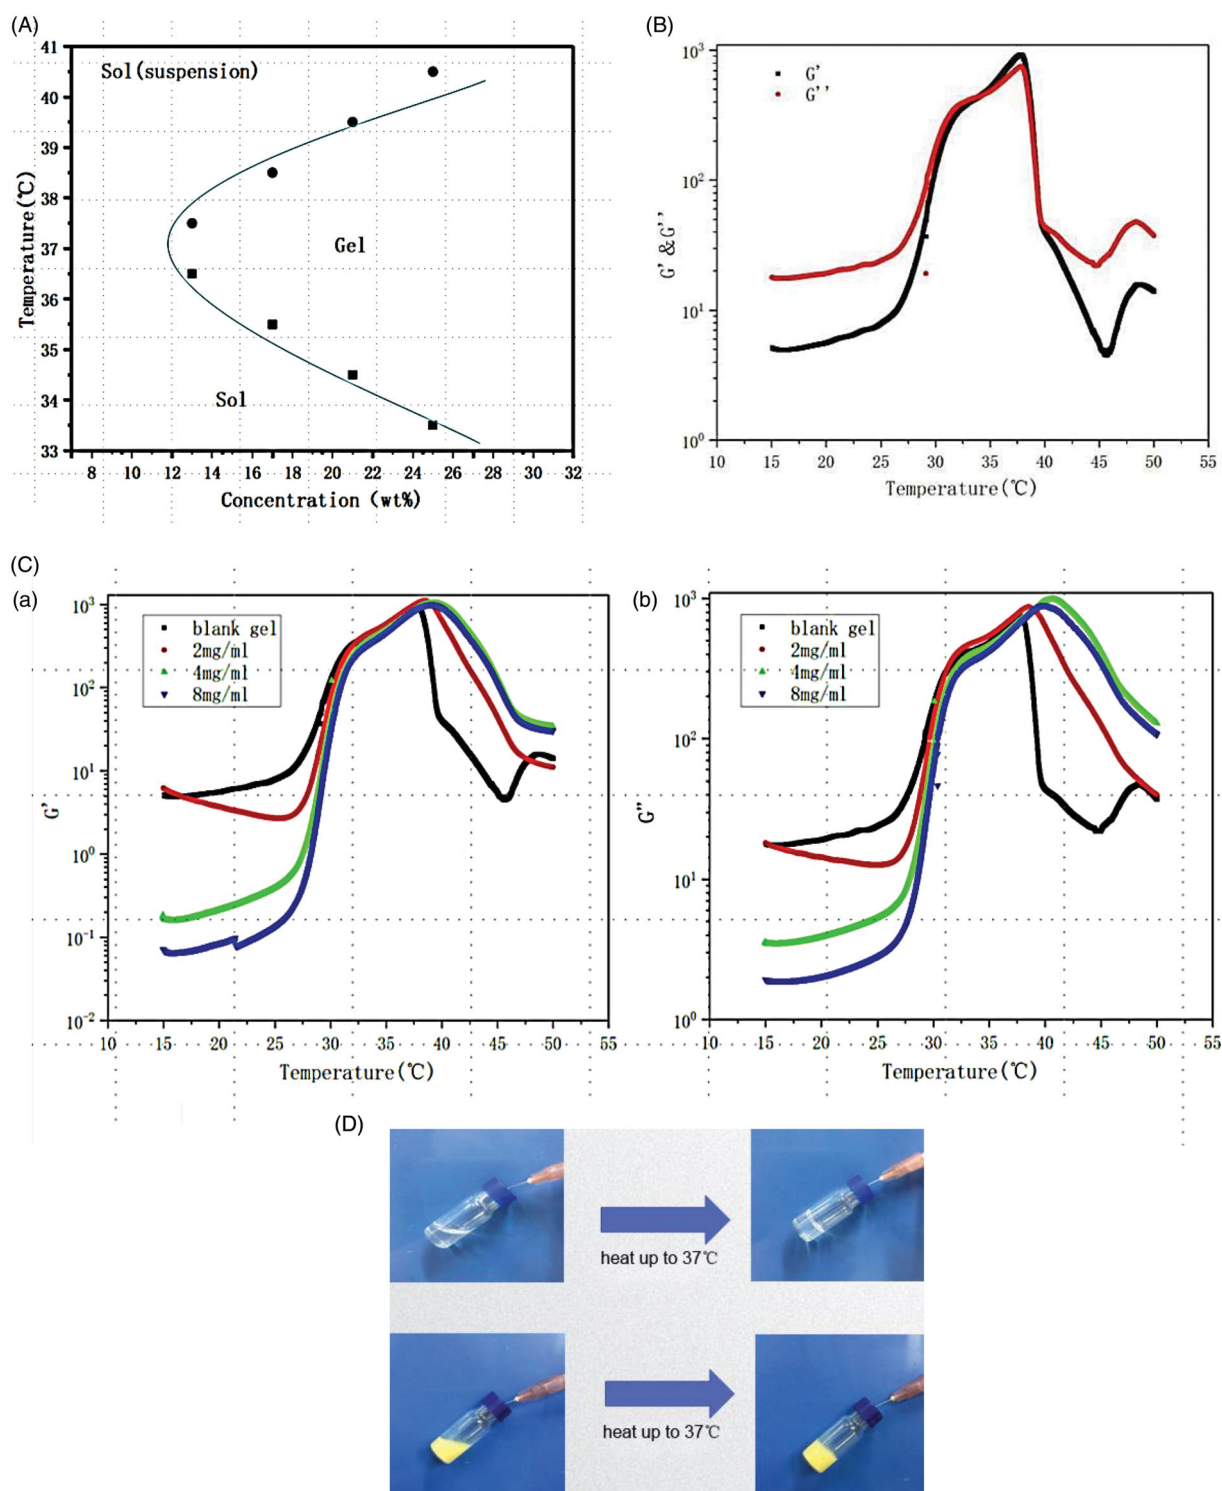 (A)
41
40
39
38
37
36
35
34
33
Temperature(℃)
Sol(suspension)
Gel
Sol
8 10 12 13 16 17 20 22 24 26 28 30 32
Concentration (wt%)
(B)
10³
10²
10¹
10⁰
G' & G''
G'
G''
10 15 20 25 30 35 40 45 50 55
Temperature(℃)
(C)
(a)
10³
10²
10¹
10⁰
10⁻¹
10⁻²
G'
blank gel
2mg/ml
4mg/ml
8mg/ml
10 15 20 25 30 35 40 45 50 55
Temperature(℃)
(b)
10³
10²
10¹
10⁰
G''
blank gel
2mg/ml
4mg/ml
8mg/ml
10 15 20 25 30 35 40 45 50 55
Temperature(℃)
(D)
heat up to 37℃
heat up to 37℃